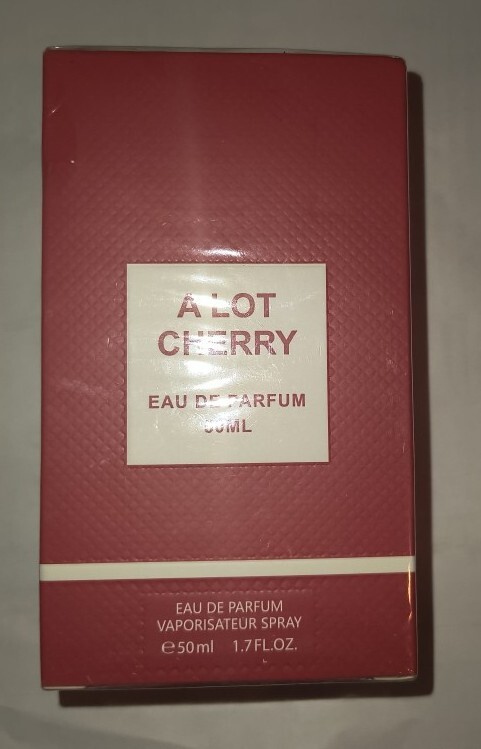 A LOT
CHERRY
EAU DE PARFUM
50ML
EAU DE PARFUM
VAPORISATEUR SPRAY
℮50ml 1.7FL.OZ.